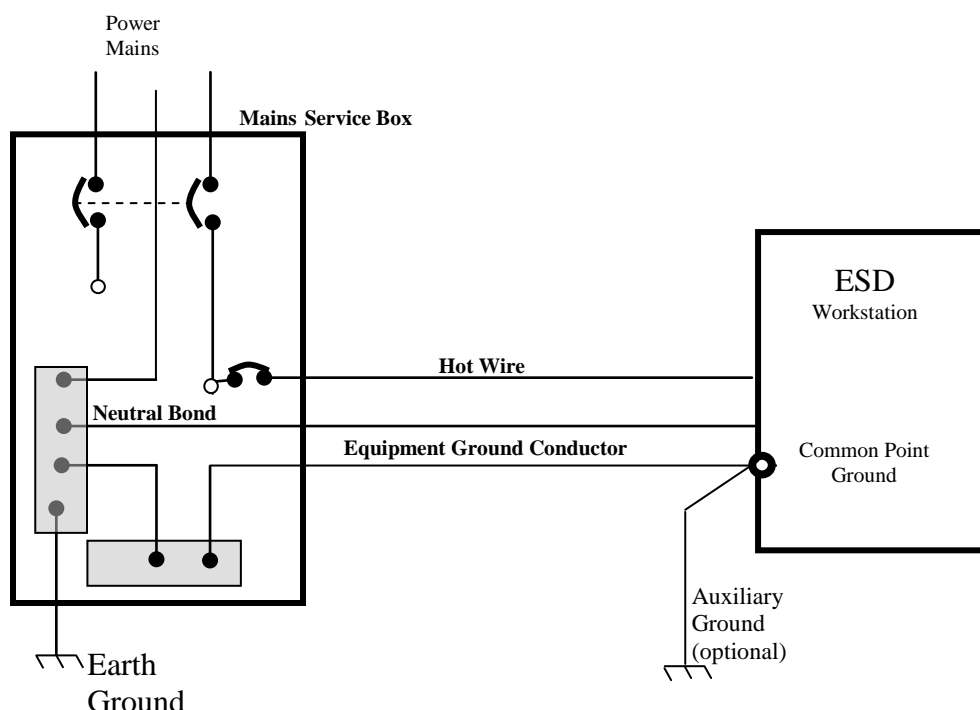 Power
Mains
Mains Service Box
ESD
Workstation
Hot Wire
Neutral Bond
Equipment Ground Conductor
Common Point
Ground
Auxiliary
Ground
(optional)
Earth
Ground